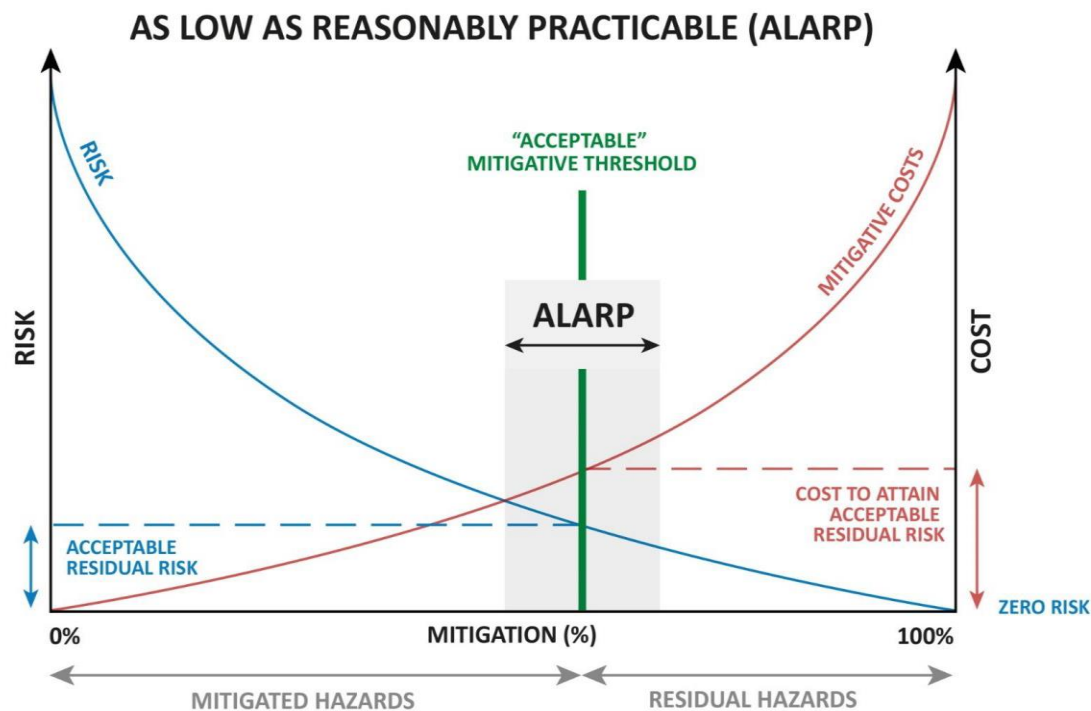 AS LOW AS REASONABLY PRACTICABLE (ALARP)
RISK
“ACCEPTABLE”
MITIGATIVE THRESHOLD
MITIGATIVE COSTS
ALARP
RISK
COST
COST TO ATTAIN
ACCEPTABLE
RESIDUAL RISK
ACCEPTABLE
RESIDUAL RISK
ZERO RISK
0%
MITIGATION (%)
100%
MITIGATED HAZARDS
RESIDUAL HAZARDS